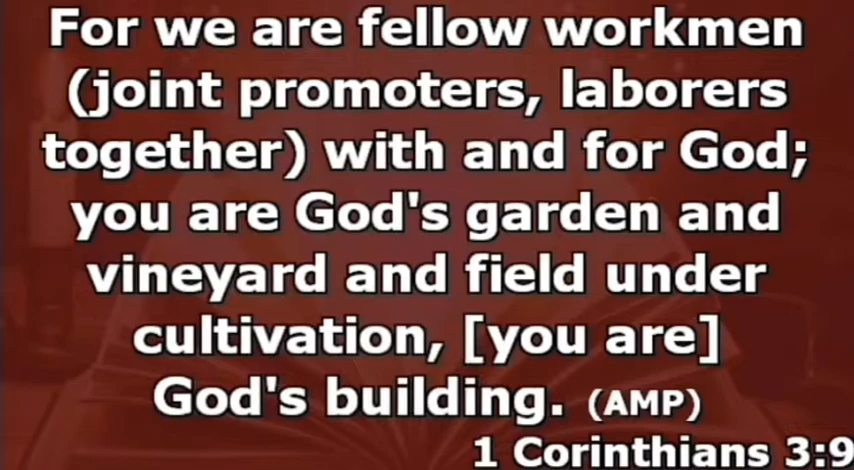 For we are fellow workmen
(joint promoters, laborers
together) with and for God;
you are God's garden and
vineyard and field under
cultivation, [you are]
God's building. (AMP)
1 Corinthians 3:9